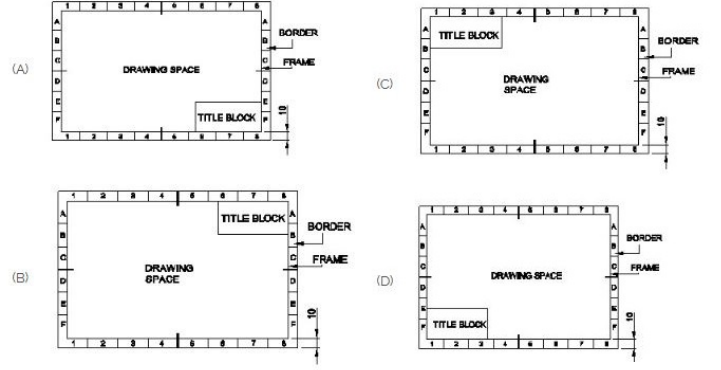 (A)
1 2 3 4 5 6 7 8
A A
B B
BORDER
C C
FRAME
DRAWING SPACE
D D
E E
F F
TITLE BLOCK
10
1 2 3 4 5 6 7 8
(C)
1 2 3 4 5 6 7 8
A A
TITLE BLOCK
B B
BORDER
C C
FRAME
DRAWING
SPACE
D D
E E
F F
10
1 2 3 4 5 6 7 8
(B)
1 2 3 4 5 6 7 8
A A
TITLE BLOCK
B B
BORDER
C C
FRAME
DRAWING
SPACE
D D
E E
F F
10
1 2 3 4 5 6 7 8
(D)
1 2 3 4 5 6 7 8
A A
B B
BORDER
C C
FRAME
DRAWING SPACE
D D
E E
F F
TITLE BLOCK
10
1 2 3 4 5 6 7 8